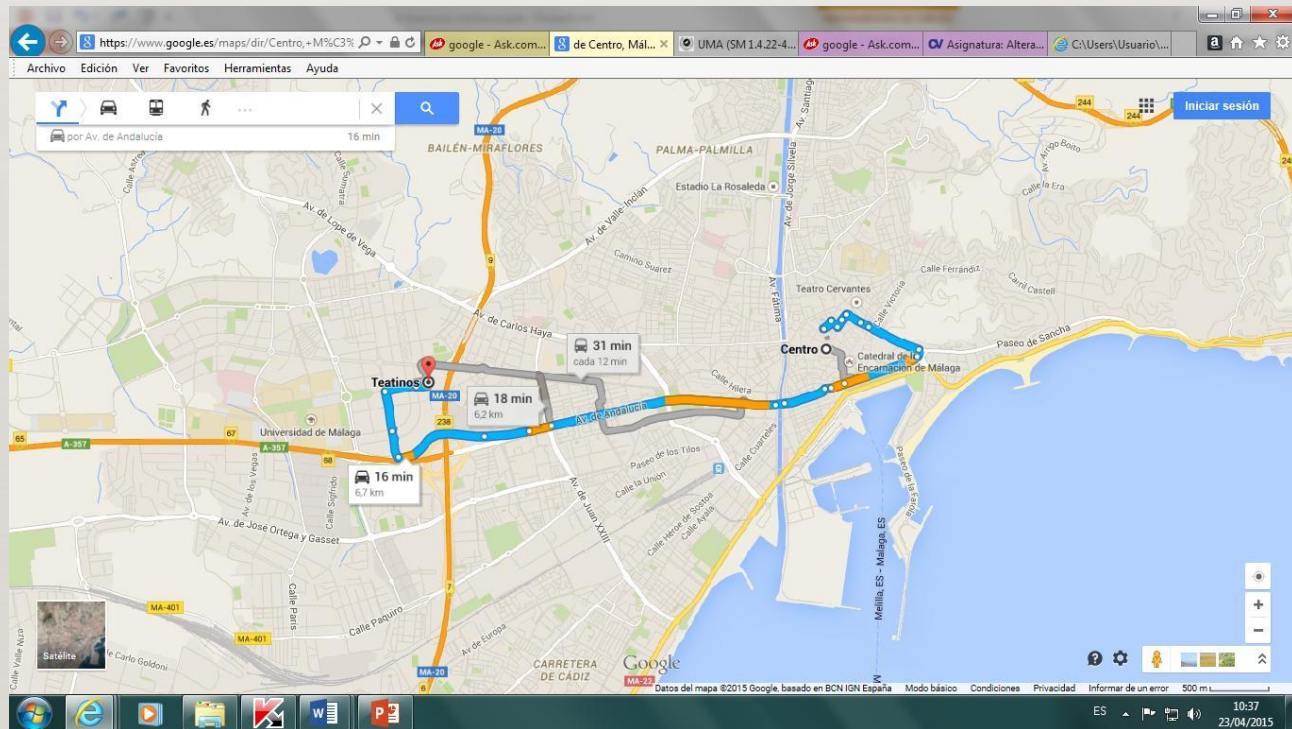 https://www.google.es/maps/dir/Centro,+M%C3%
google - Ask.com...
de Centro, Mál...
UMA (SM 1.4.22-4...
google - Ask.com...
Asignatura: Altera...
C:\Users\Usuario\...
Archivo Edición Ver Favoritos Herramientas Ayuda
por Av. de Andalucía 16 min
Iniciar sesión
MA-20
BAILÉN-MIRAFLORES
PALMA-PALMILLA
Av. Santiago
244
244
Arroyo Boito
Calle la Era
Calle Sumatra
Estadio La Rosaleda
Av. de Jorge Silvela
Av. de Lope de Vega
Av. de Valle-Inclán
9
Camino Suárez
Calle Ferrándiz
Carril Castell
Av. Fátima
Teatro Cervantes
Calle Victoria
Av. de Carlos Haya
Paseo de Sancha
31 min
cada 12 min
Centro
Catedral de la
Encarnación de Málaga
Teatinos
MA-20
Calle Hilera
18 min
6,2 km
Av. de Andalucía
238
Universidad de Málaga
65
A-357
67
A-357
68
16 min
6,7 km
Paseo de los Tilos
Calle Cuarteles
Calle la Unión
Av. de los Vegas
Calle Sigfrido
Av. de Juan XXIII
Calle Héroe de Sostoa
Calle Ayala
Paseo de la Farola
Av. de José Ortega y Gasset
Melilla, ES - Malaga, ES
7
Calle París
MA-401
Calle Paquiro
MA-401
Av de Europa
Satélite
Calle Carlo Goldoni
Calle Valle Niza
CARRETERA
DE CÁDIZ
Google
MA-20
MA-22
6
Datos del mapa ©2015 Google, basado en BCN IGN España Modo básico Condiciones Privacidad Informar de un error 500 m
ES
10:37
23/04/2015